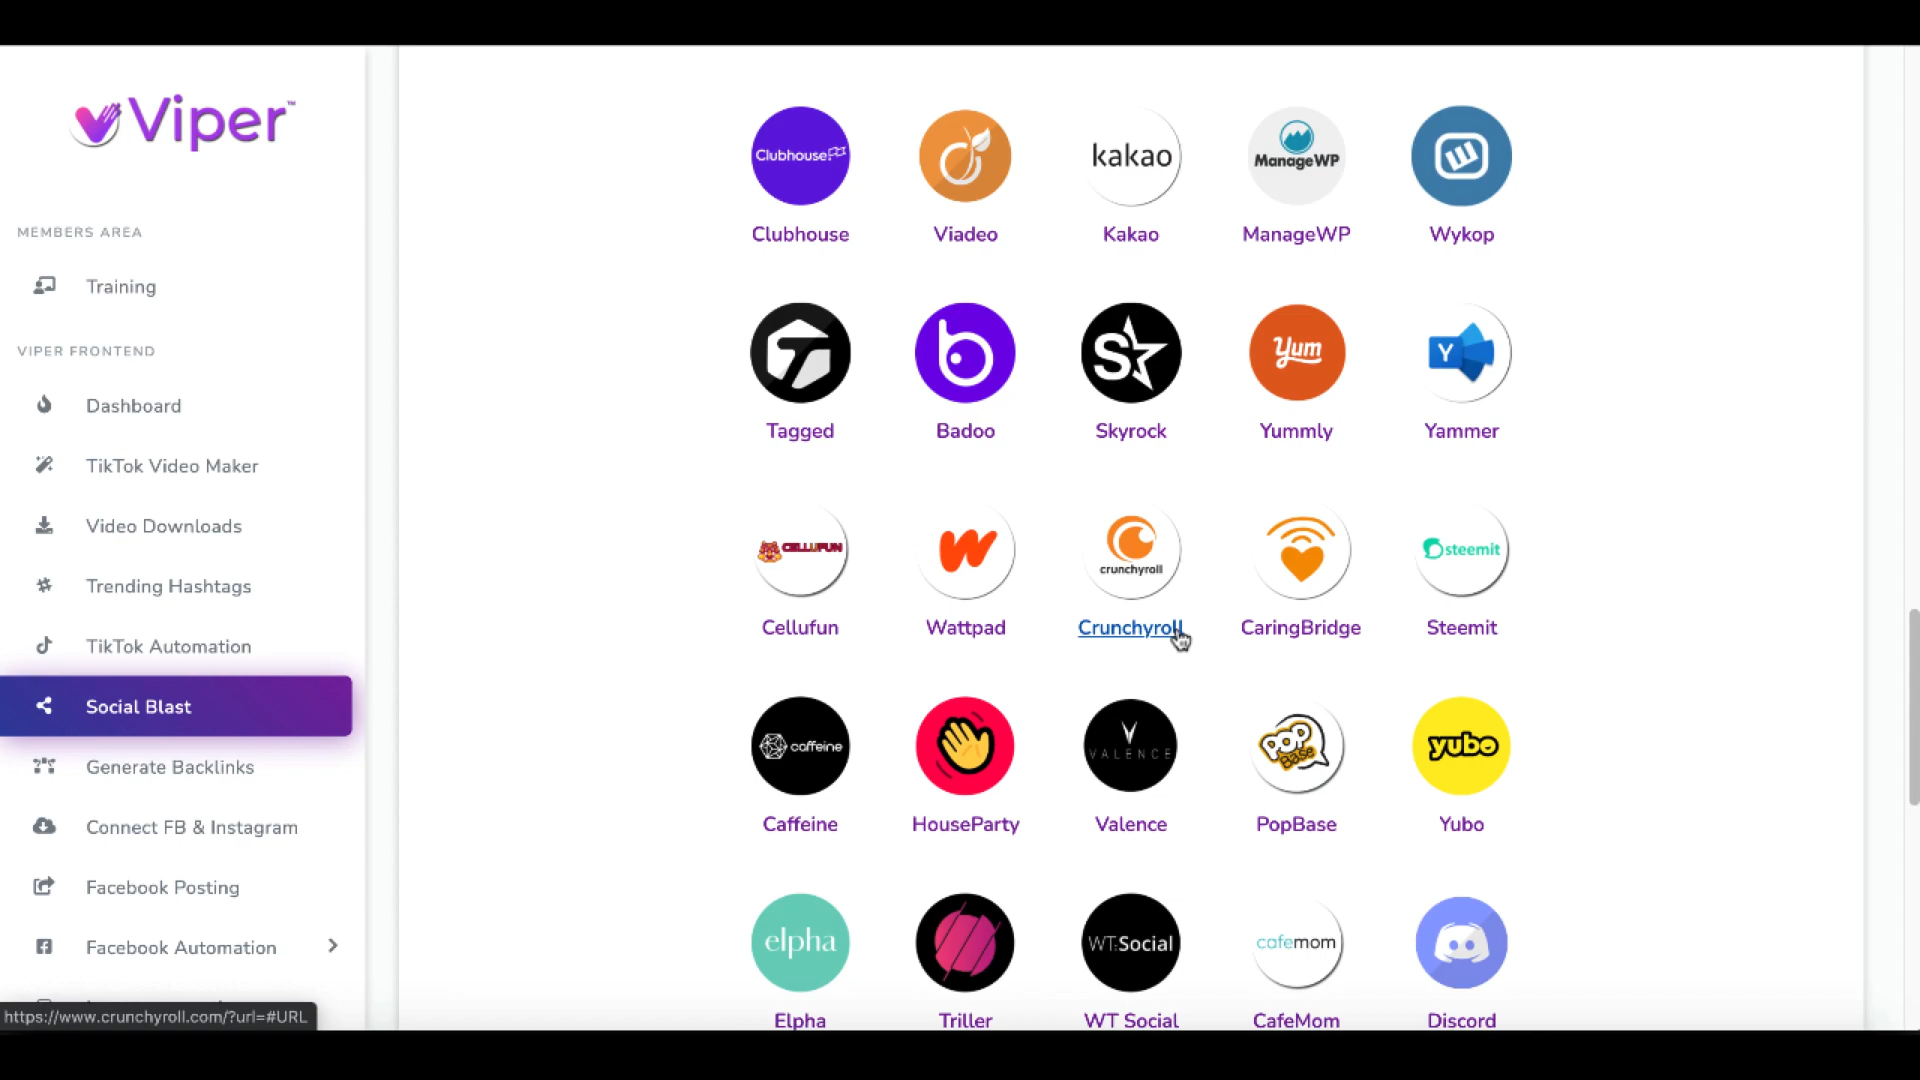 Viper™
MEMBERS AREA
Training
VIPER FRONTEND
Dashboard
TikTok Video Maker
Video Downloads
Trending Hashtags
TikTok Automation
Social Blast
Generate Backlinks
Connect FB & Instagram
Facebook Posting
Facebook Automation
https://www.crunchyroll.com/?url=#URL
Clubhouse kakao ManageWP
Clubhouse Viadeo Kakao ManageWP Wykop
Yum Y
Tagged Badoo Skyrock Yummly Yammer
CELLUFUN crunchyroll steemit
Cellufun Wattpad Crunchyroll CaringBridge Steemit
caffeine VALENCE POP Base yubo
Caffeine HouseParty Valence PopBase Yubo
elpha WT:Social cafemom
Elpha Triller WT Social CafeMom Discord